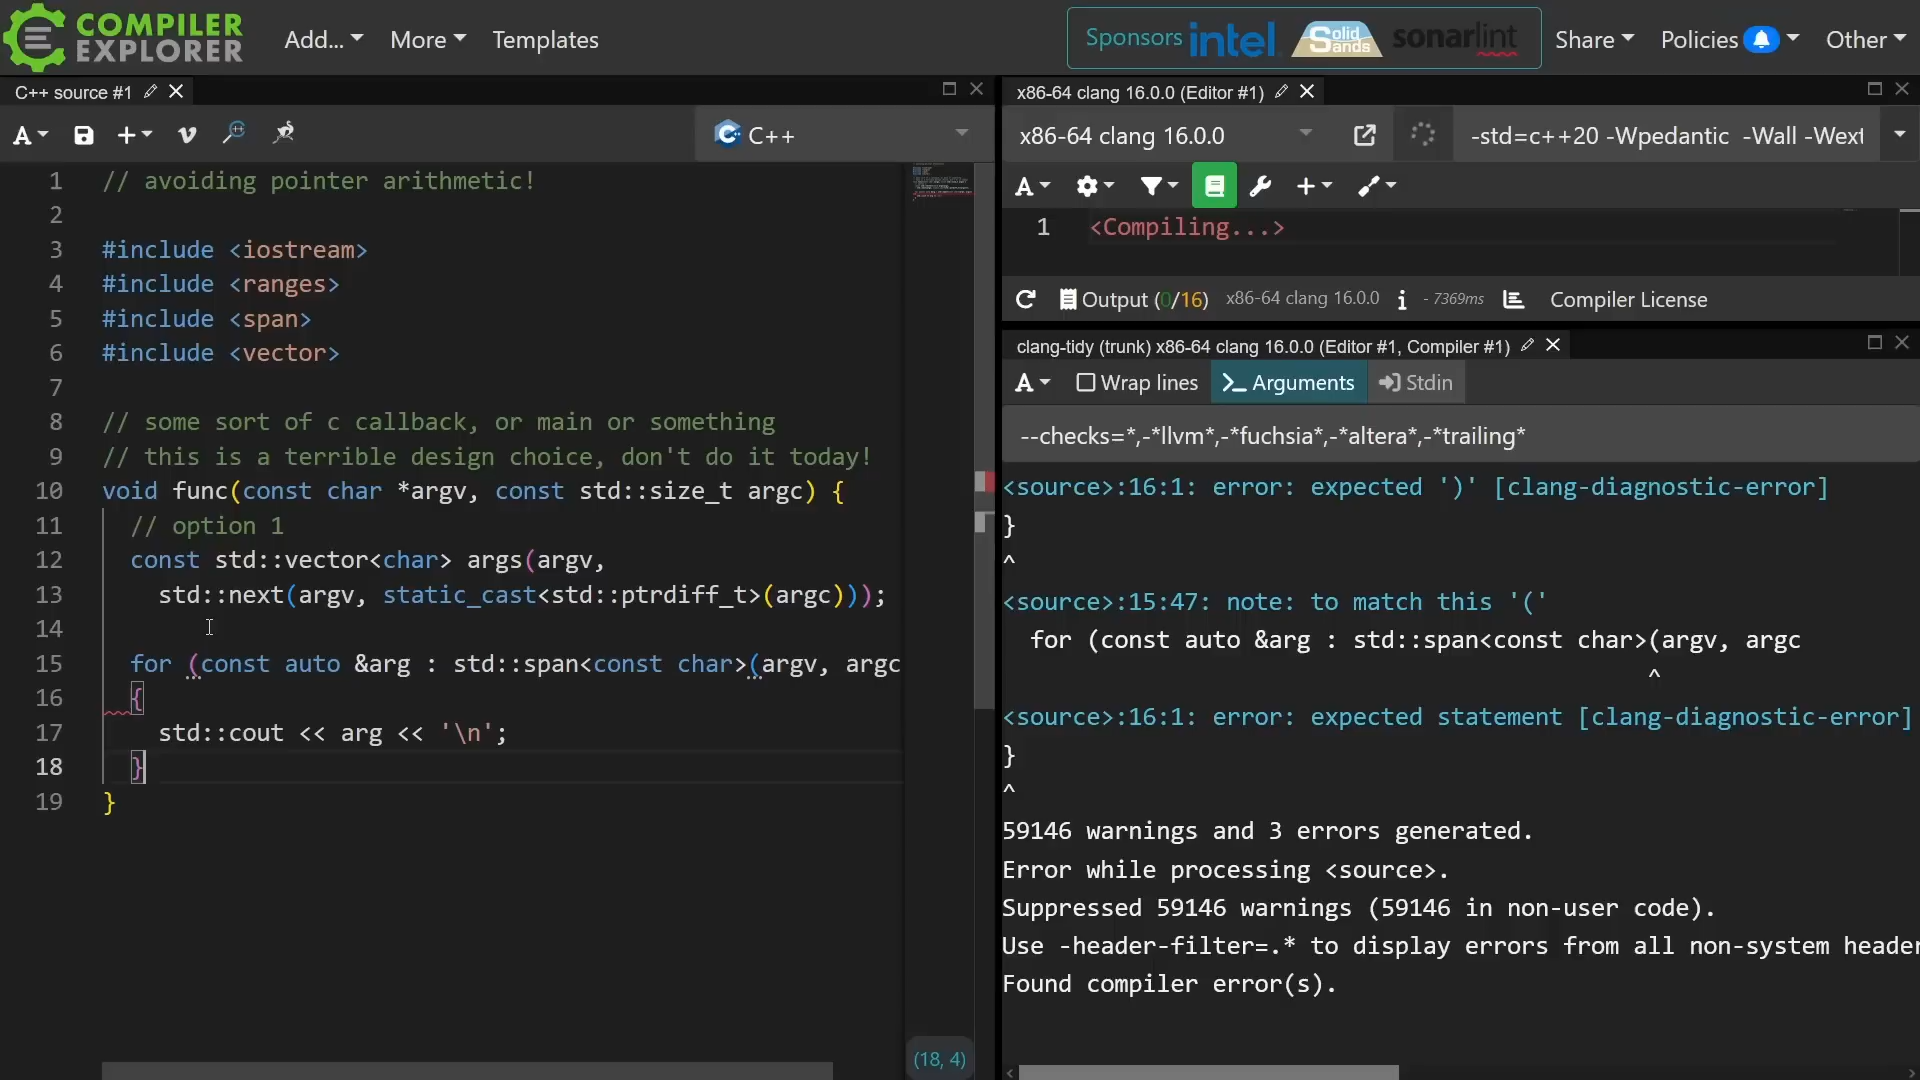 COMPILER
EXPLORER
Add...
More
Templates
Sponsors
intel.
Solid
Sands
sonarlint
Share
Policies
Other
C++ source #1
A
C++
1 // avoiding pointer arithmetic!
2
3 #include <iostream>
4 #include <ranges>
5 #include <span>
6 #include <vector>
7
8 // some sort of c callback, or main or something
9 // this is a terrible design choice, don't do it today!
10 void func(const char *argv, const std::size_t argc) {
11 // option 1
12 const std::vector<char> args(argv,
13 std::next(argv, static_cast<std::ptrdiff_t>(argc)));
14
15 for (const auto &arg : std::span<const char>(argv, argc
16 {
17 std::cout << arg << '\n';
18 }
19 }
(18, 4)
x86-64 clang 16.0.0 (Editor #1)
x86-64 clang 16.0.0
-std=c++20 -Wpedantic -Wall -Wext
A
1 <Compiling...>
Output (0/16) x86-64 clang 16.0.0 i - 7369ms Compiler License
clang-tidy (trunk) x86-64 clang 16.0.0 (Editor #1, Compiler #1)
A Wrap lines >_ Arguments Stdin
--checks=*,-*llvm*,-*fuchsia*,-*altera*,-*trailing*
<source>:16:1: error: expected ')' [clang-diagnostic-error]
}
^
<source>:15:47: note: to match this '('
for (const auto &arg : std::span<const char>(argv, argc
^
<source>:16:1: error: expected statement [clang-diagnostic-error]
}
^
59146 warnings and 3 errors generated.
Error while processing <source>.
Suppressed 59146 warnings (59146 in non-user code).
Use -header-filter=.* to display errors from all non-system header
Found compiler error(s).